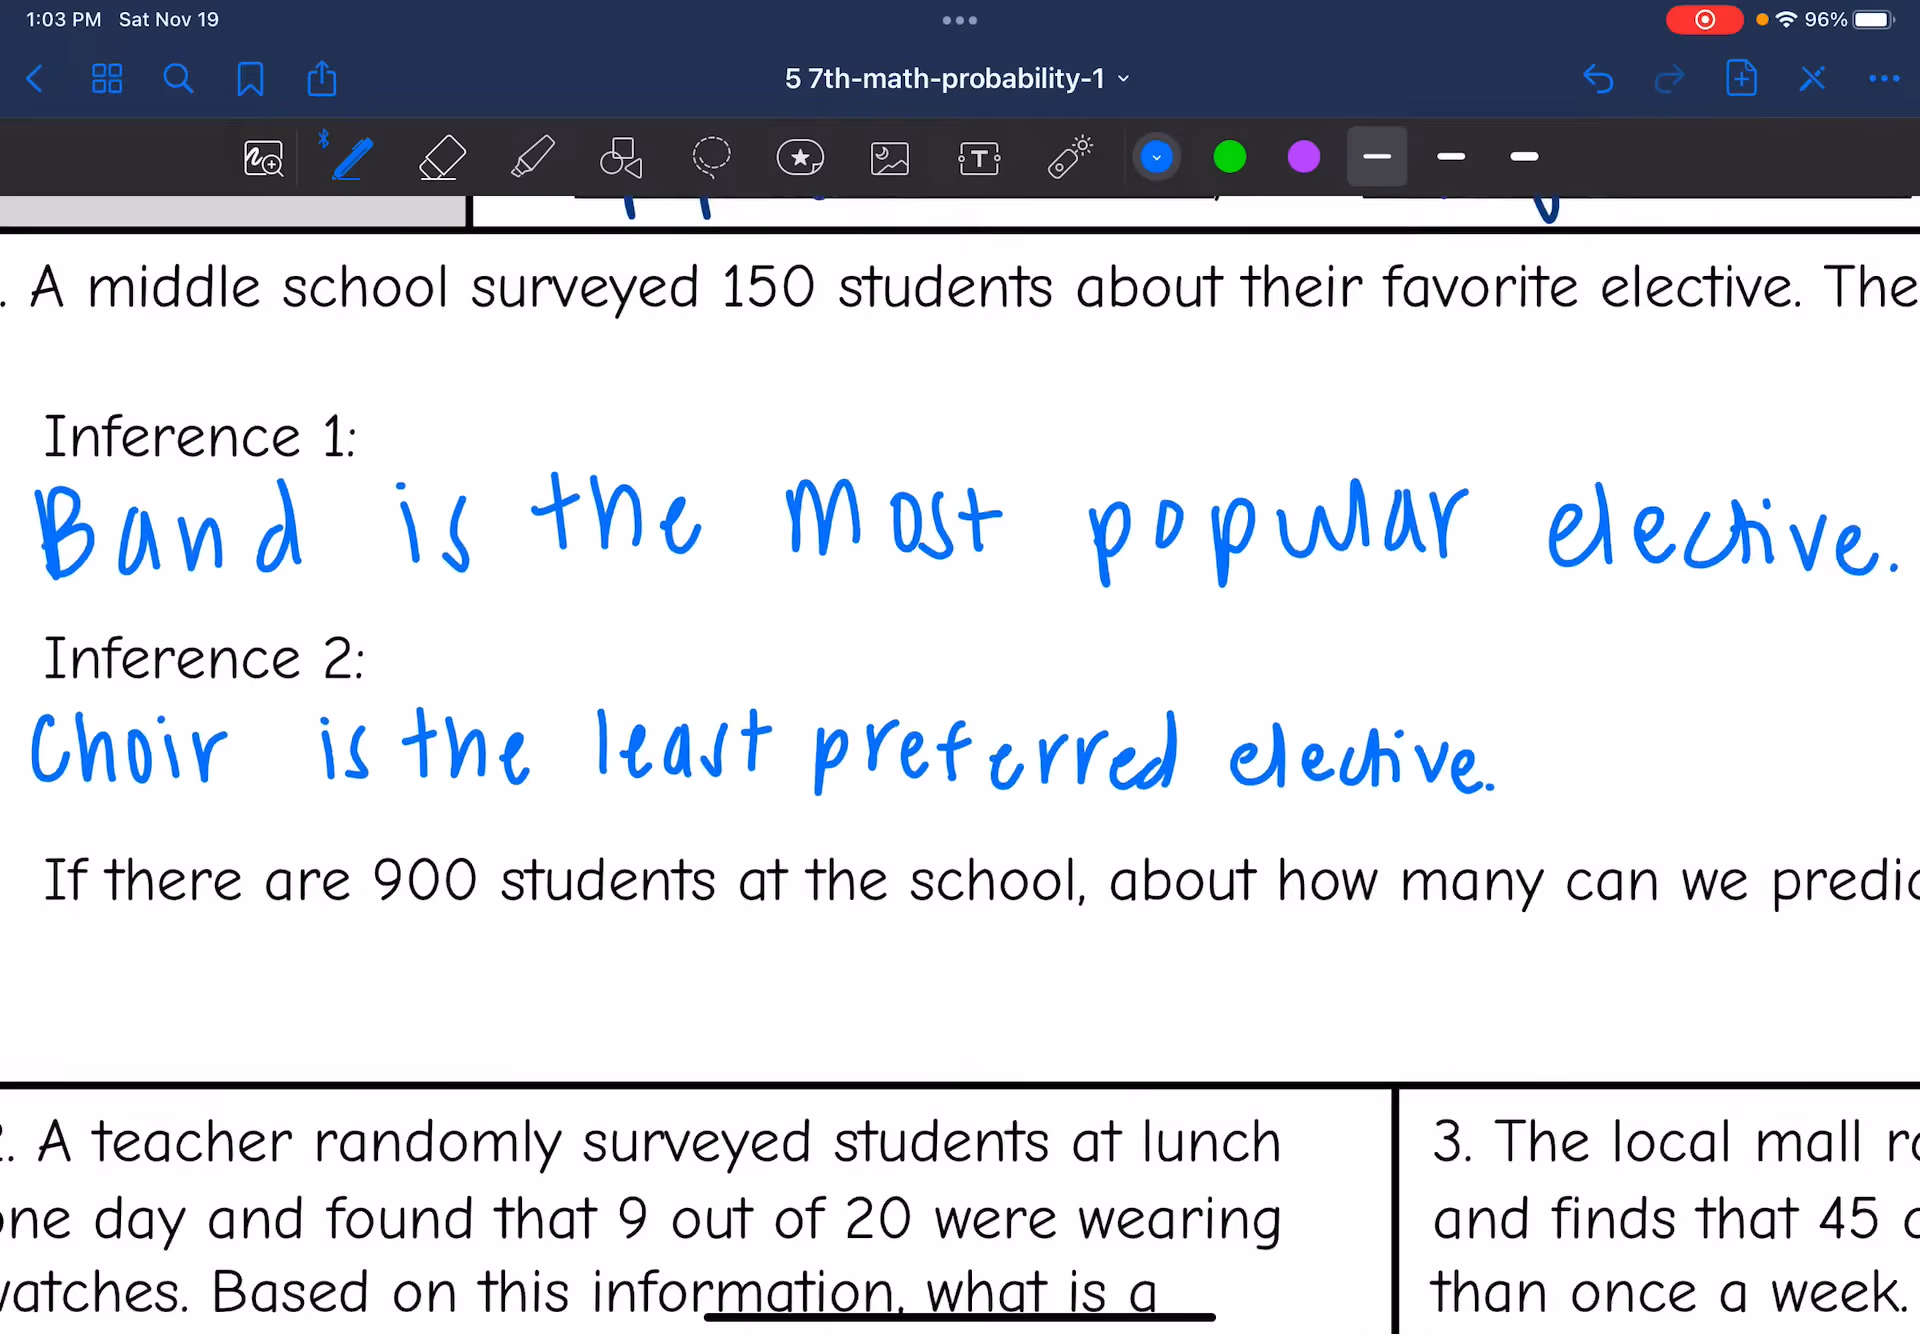 1:03 PM Sat Nov 19
96%
5 7th-math-probability-1
T
. A middle school surveyed 150 students about their favorite elective. The
Inference 1:
Band is the most popular elective.
Inference 2:
Choir is the least preferred elective.
If there are 900 students at the school, about how many can we predic
. A teacher randomly surveyed students at lunch
ne day and found that 9 out of 20 were wearing
watches. Based on this information, what is a
3. The local mall ra
and finds that 45 o
than once a week.